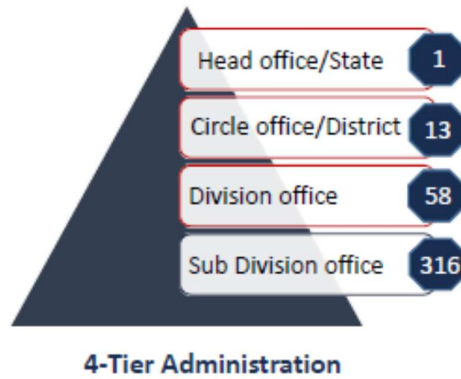 Head office/State 1
Circle office/District 13
Division office 58
Sub Division office 316
4-Tier Administration